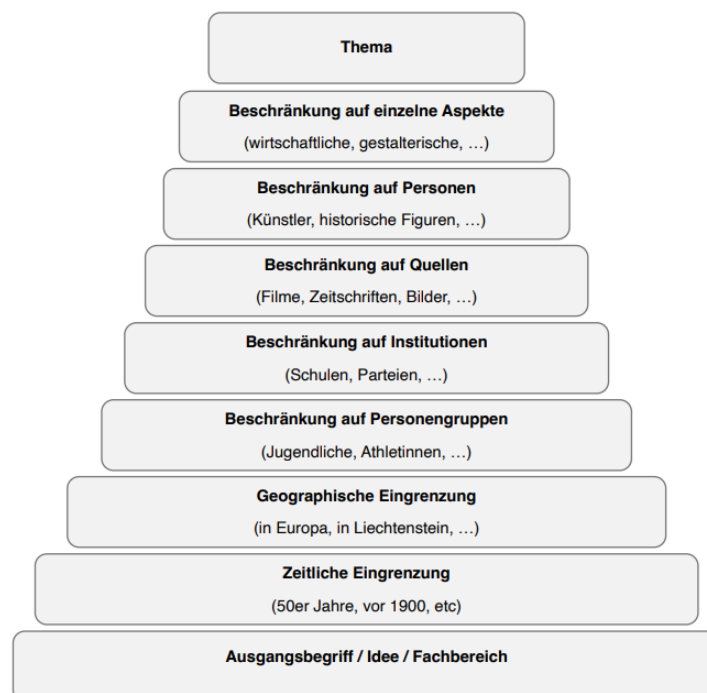 Thema
Beschränkung auf einzelne Aspekte
(wirtschaftliche, gestalterische, …)
Beschränkung auf Personen
(Künstler, historische Figuren, …)
Beschränkung auf Quellen
(Filme, Zeitschriften, Bilder, …)
Beschränkung auf Institutionen
(Schulen, Parteien, …)
Beschränkung auf Personengruppen
(Jugendliche, Athletinnen, …)
Geographische Eingrenzung
(in Europa, in Liechtenstein, …)
Zeitliche Eingrenzung
(50er Jahre, vor 1900, etc)
Ausgangsbegriff / Idee / Fachbereich